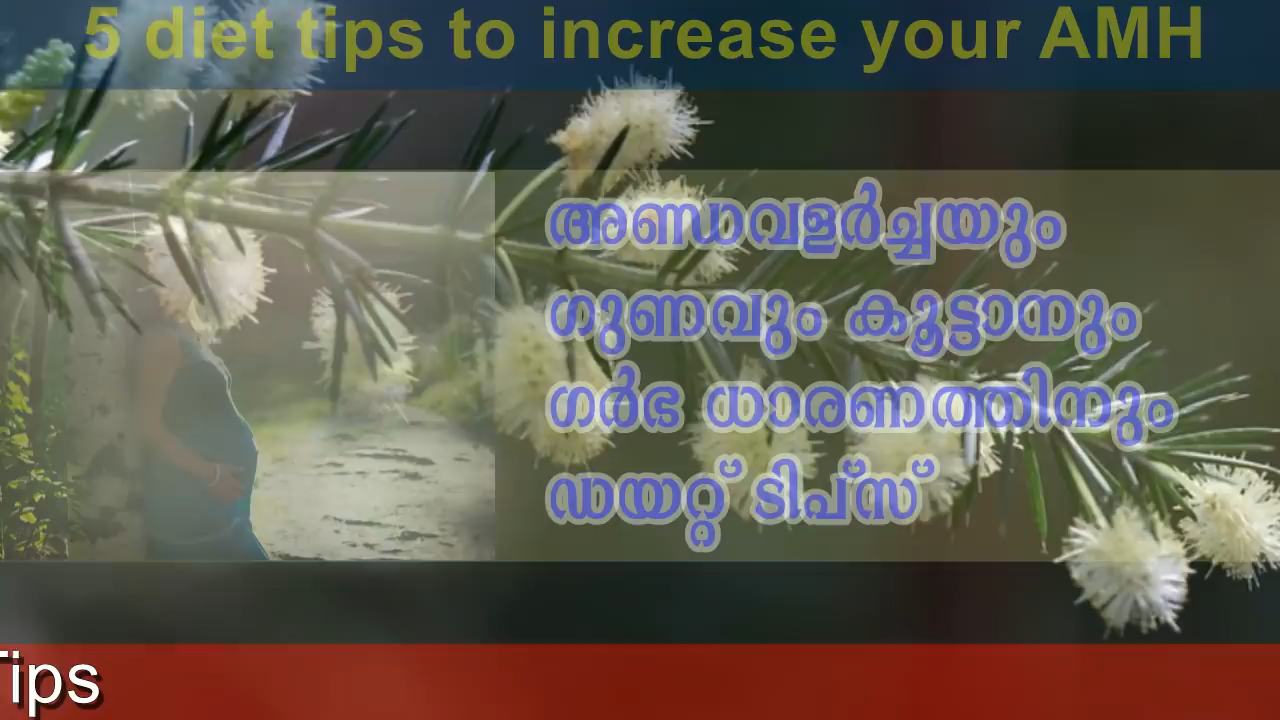 5 diet tips to increase your AMH
അണ്ഡവളർച്ചയും
ഗുണവും കൂട്ടാനും
ഗർഭ ധാരണത്തിനും
ഡയറ്റ് ടിപ്സ്
Tips